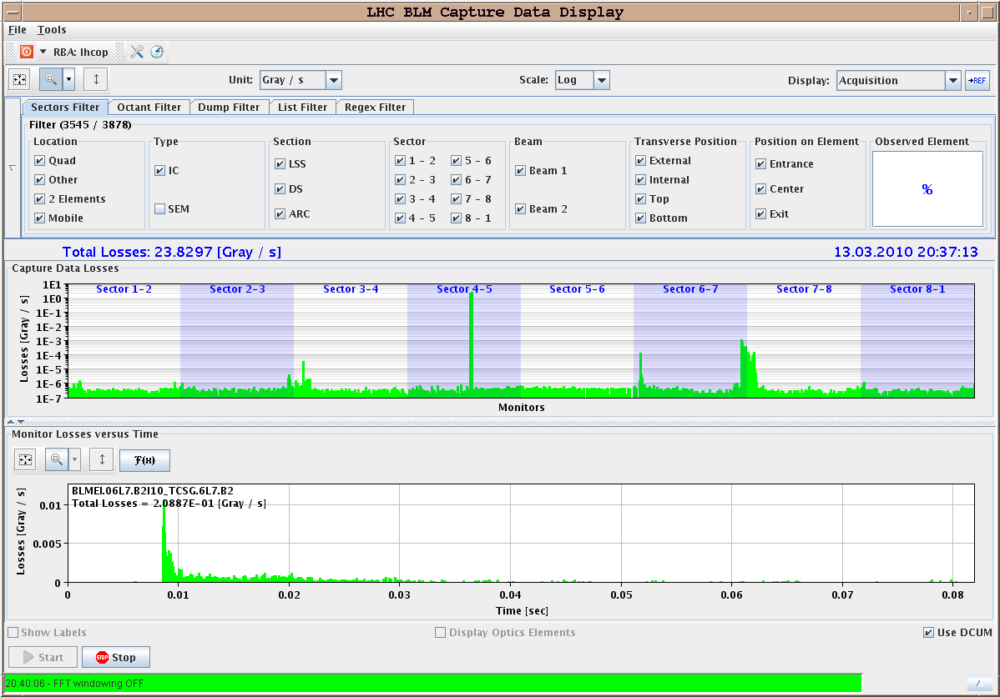 LHC BLM Capture Data Display
File Tools
RBA: lhcop
Unit: Gray / s Scale: Log Display: Acquisition →REF
Sectors Filter Octant Filter Dump Filter List Filter Regex Filter
Filter (3545 / 3878)
Location Type Section Sector Beam Transverse Position Position on Element Observed Element
Quad IC LSS 1 - 2 5 - 6 Beam 1 External Entrance %
Other DS 2 - 3 6 - 7 Internal Center
2 Elements SEM ARC 3 - 4 7 - 8 Beam 2 Top Exit
Mobile 4 - 5 8 - 1 Bottom
Total Losses: 23.8297 [Gray / s] 13.03.2010 20:37:13
Capture Data Losses
Losses [Gray / s]
1E1
1E0
1E-1
1E-2
1E-3
1E-4
1E-5
1E-6
1E-7
Sector 1-2 Sector 2-3 Sector 3-4 Sector 4-5 Sector 5-6 Sector 6-7 Sector 7-8 Sector 8-1
Monitors
Monitor Losses versus Time
F(x)
Losses [Gray / s]
BLMEI.06L7.B2I10_TCSG.6L7.B2
Total Losses = 2.0887E-01 [Gray / s]
0.01
0.005
0
0 0.01 0.02 0.03 0.04 0.05 0.06 0.07 0.08
Time [sec]
Show Labels Display Optics Elements Use DCUM
Start STOP Stop
20:40:06 - FFT windowing OFF